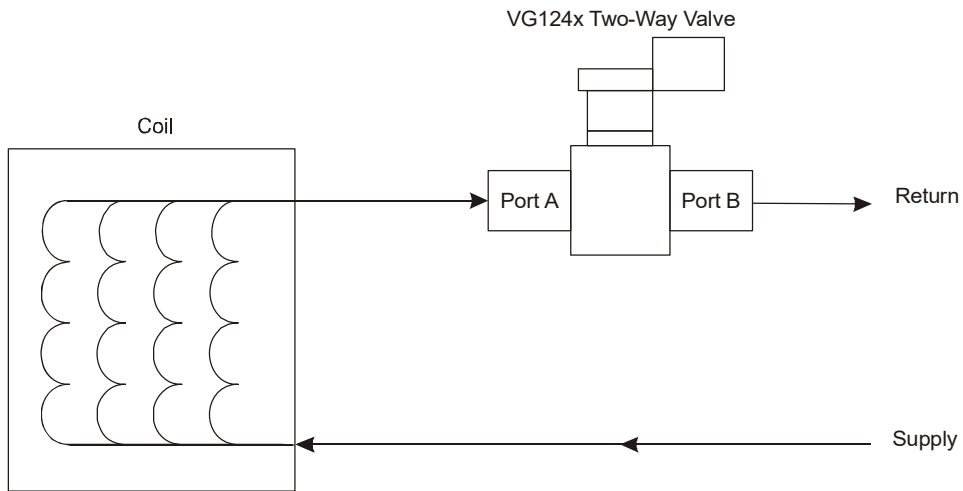 VG124x Two-Way Valve
Coil
Port A
Port B
Return
Supply